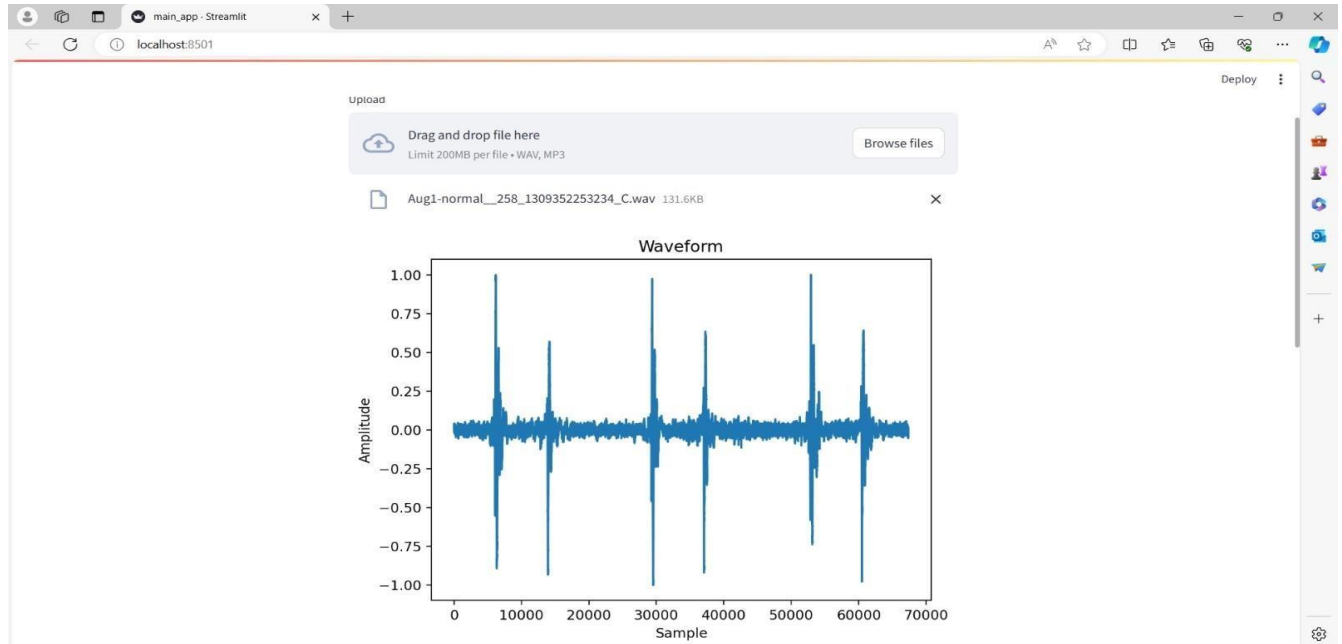 main_app · Streamlit
localhost:8501
Deploy
Upload
Drag and drop file here
Limit 200MB per file • WAV, MP3
Browse files
Aug1-normal__258_1309352253234_C.wav 131.6KB
Waveform
1.00
0.75
0.50
0.25
0.00
−0.25
−0.50
−0.75
−1.00
Amplitude
0 10000 20000 30000 40000 50000 60000 70000
Sample